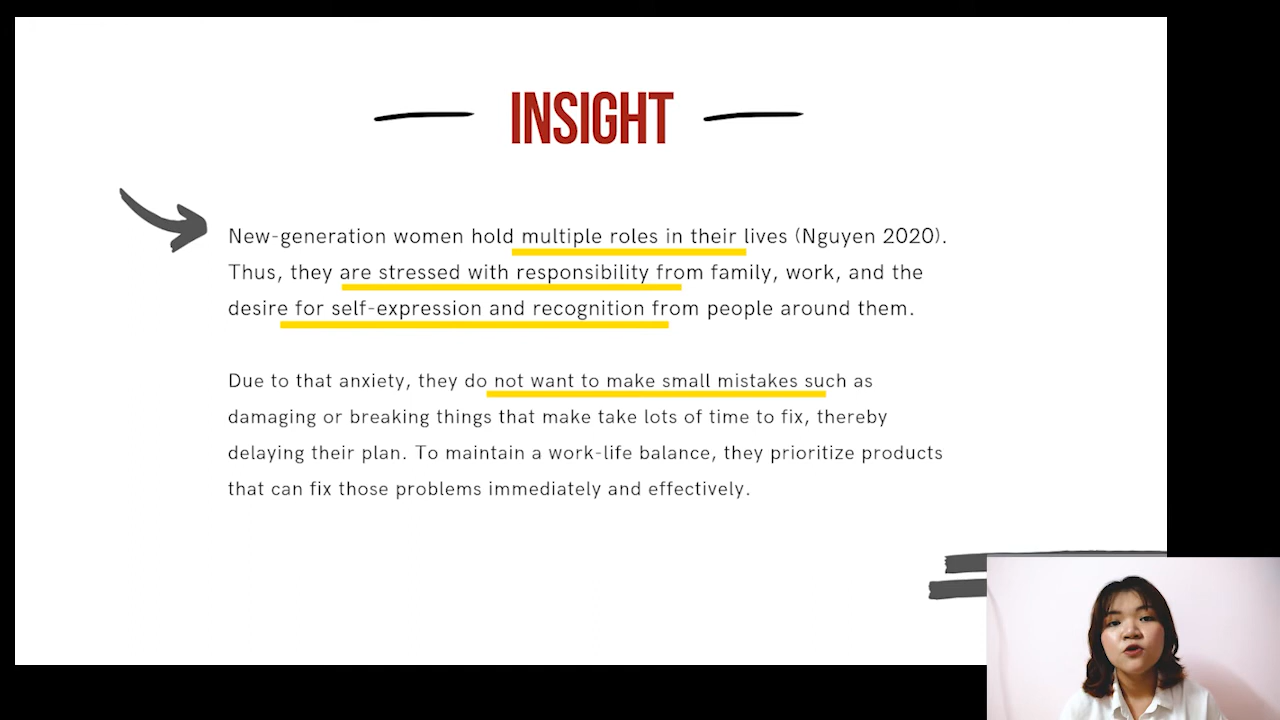 INSIGHT
New-generation women hold multiple roles in their lives (Nguyen 2020).
Thus, they are stressed with responsibility from family, work, and the
desire for self-expression and recognition from people around them.
Due to that anxiety, they do not want to make small mistakes such as
damaging or breaking things that make take lots of time to fix, thereby
delaying their plan. To maintain a work-life balance, they prioritize products
that can fix those problems immediately and effectively.